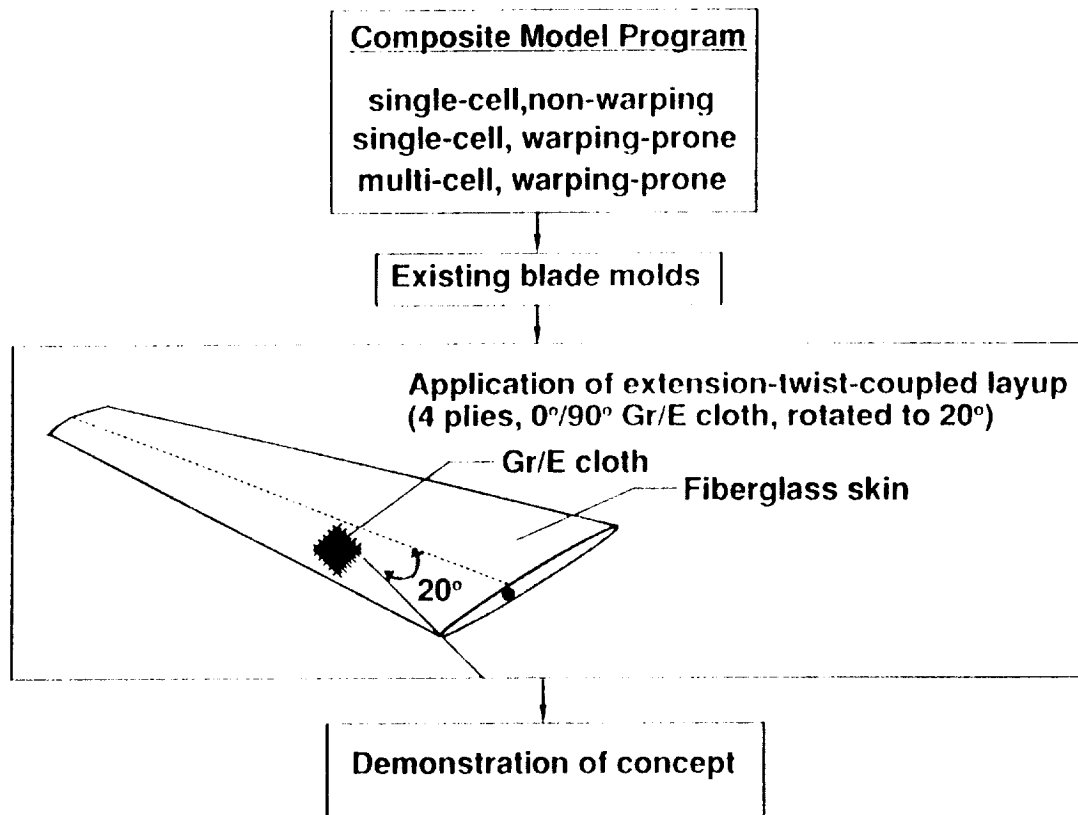 Composite Model Program
single-cell,non-warping
single-cell, warping-prone
multi-cell, warping-prone
Existing blade molds
Application of extension-twist-coupled layup
(4 plies, 0°/90° Gr/E cloth, rotated to 20°)
Gr/E cloth
Fiberglass skin
20°
Demonstration of concept